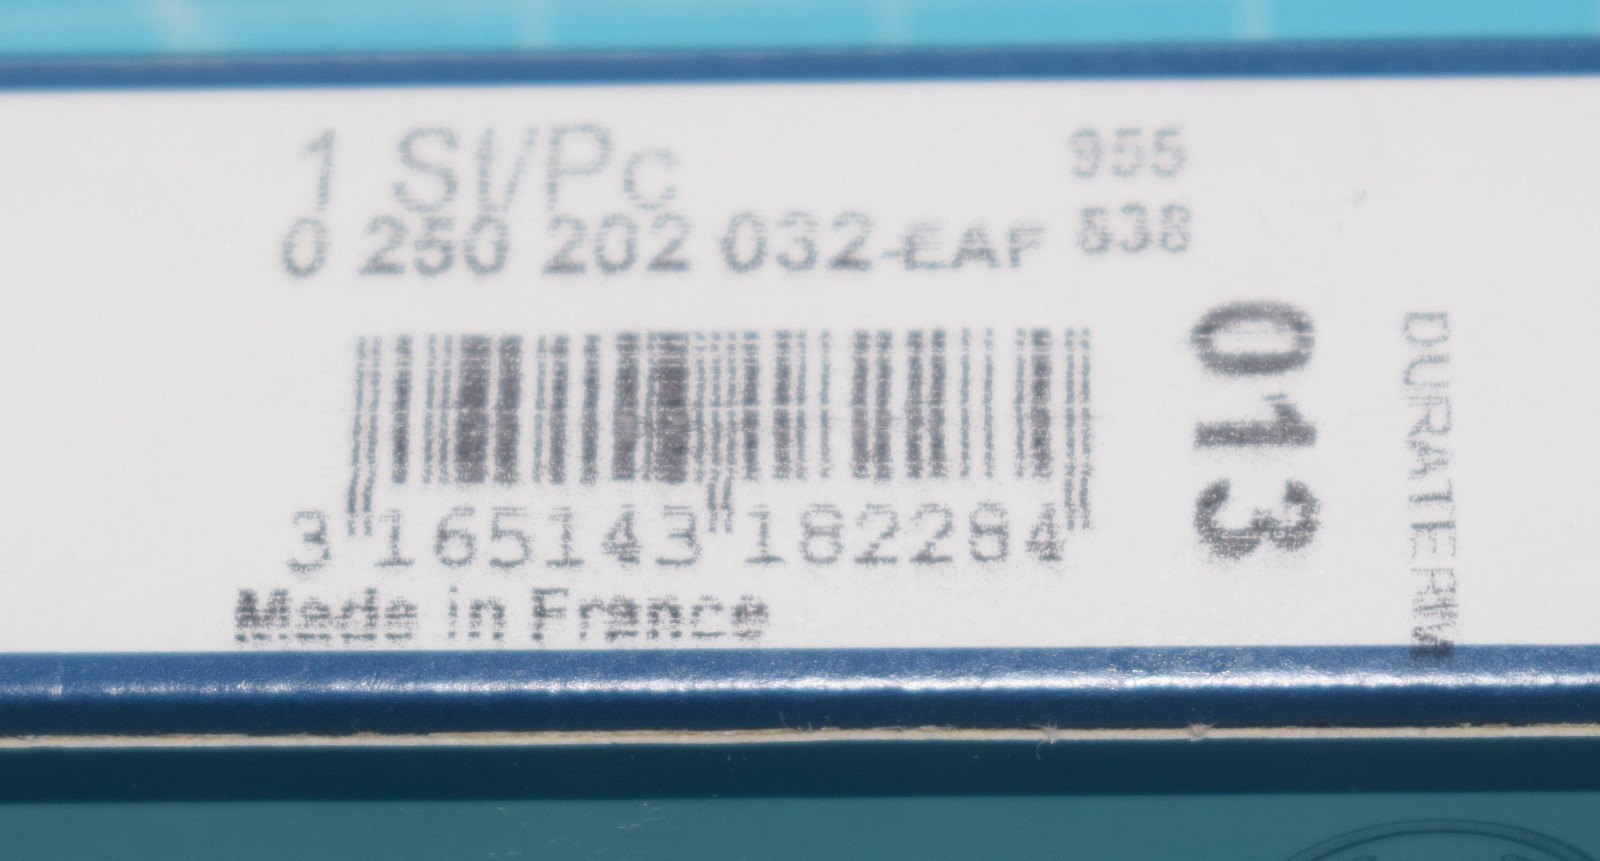 1 St/Pc
955
0 250 202 032-EAF
838
3 165143 182284
Made in France
013
DURATERM